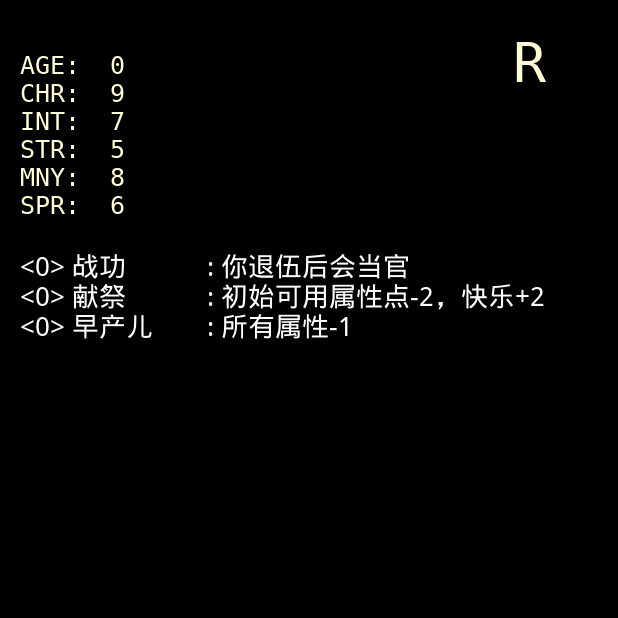 R
AGE: 0
CHR: 9
INT: 7
STR: 5
MNY: 8
SPR: 6
<0> 战功 : 你退伍后会当官
<0> 献祭 : 初始可用属性点-2，快乐+2
<0> 早产儿 : 所有属性-1